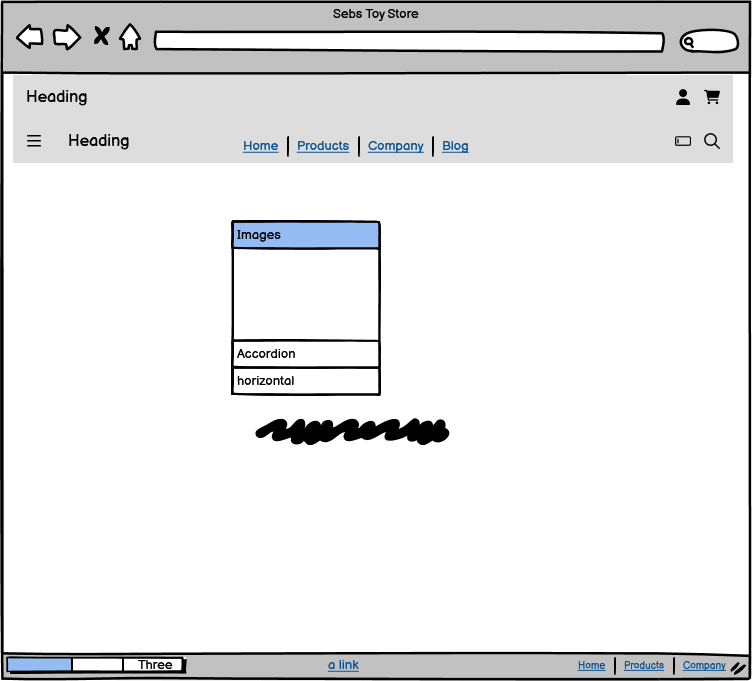 Sebs Toy Store
Heading
Heading
Home Products Company Blog
Images
Accordion
horizontal
Three a link Home Products Company